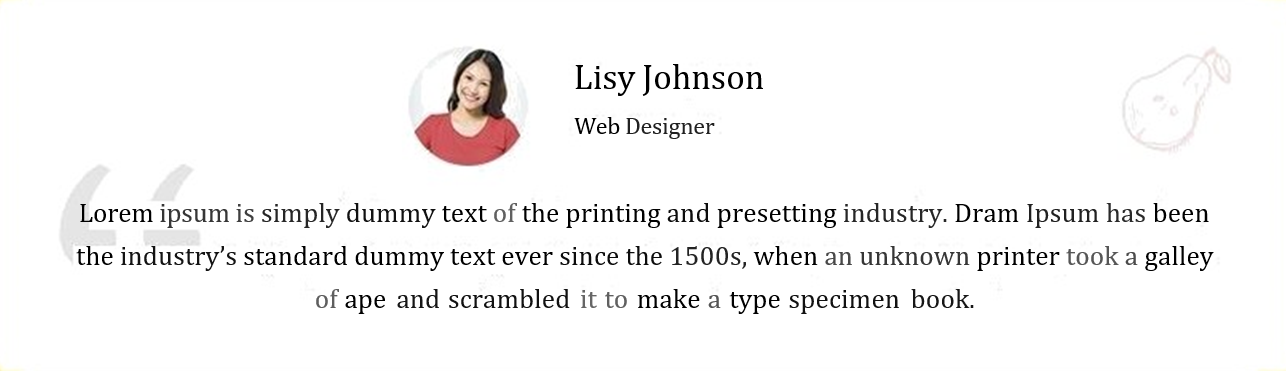 Lisy Johnson
Web Designer
Lorem ipsum is simply dummy text of the printing and presetting industry. Dram Ipsum has been
the industry’s standard dummy text ever since the 1500s, when an unknown printer took a galley
of ape and scrambled it to make a type specimen book.